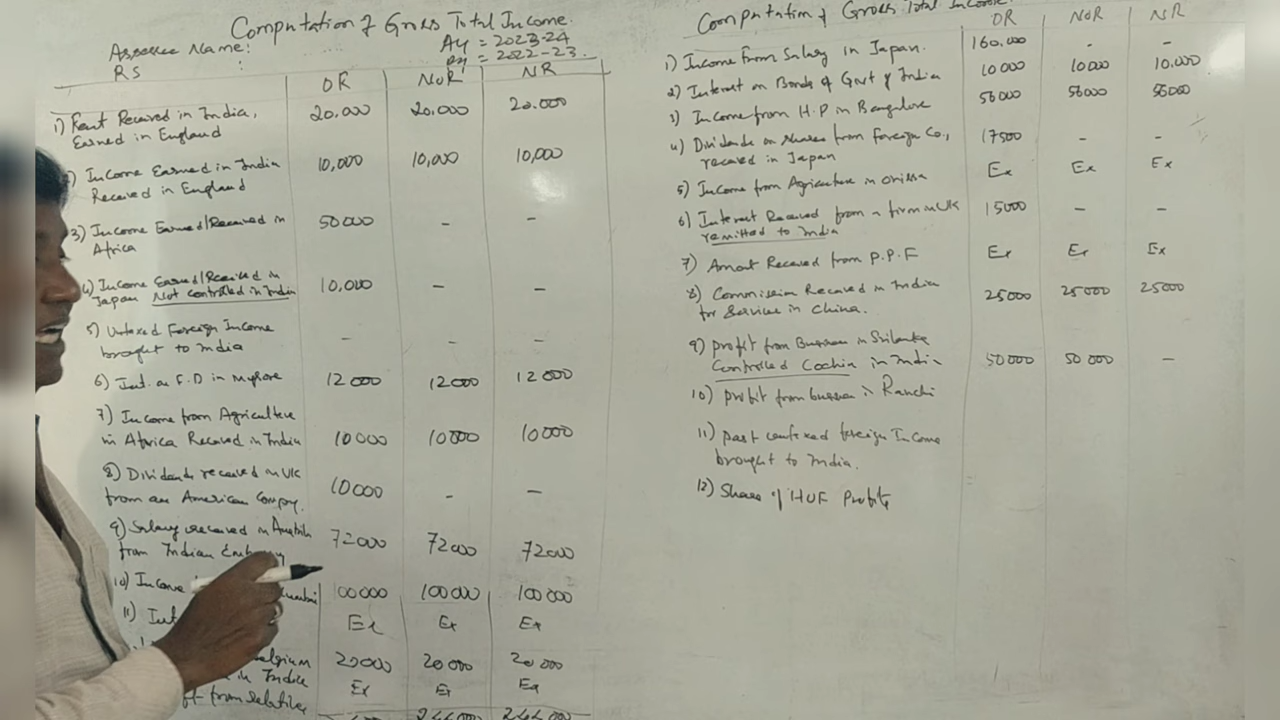 Computation of Gross Total Income.
Assessee Name:
AY = 2023-24
RS :
PY = 2022-23.
OR NOR NR
1) Rent Received in India, 20,000 20,000 20.000
Earned in England
Income Earned in India 10,000 10,000 10,000
Received in England
3) Income Earned/Received in 50000 - -
Africa
4) Income Earned/Received in 10,000 - -
Japan Not controlled in India
5) Untaxed Foreign Income - - -
brought to India
6) Int. on F.D in Mysore 12000 12000 12000
7) Income from Agriculture
in Africa Received in India 10000 10000 10000
8) Dividends received in UK 10000 - -
from an American Compy.
9) Salary received in 72000 72000 72000
from Indian Embassy
10) Income 100000 100000 100000
11) Int Ex Ex Ex
Belgium 20000 20000 20000
in India
Ex Ex Ex
from relative
Computation of Gross Total Income.
OR NOR NR
1) Income from Salary in Japan. 160.000 - -
2) Interest on Bonds of Govt of India 10000 10000 10.000
3) Income from H.P in Bangalore 56000 56000 56000
4) Dividends on shares from Foreign Co., 17500 - -
received in Japan
5) Income from Agriculture in Orissa Ex Ex Ex
6) Interest Received from a firm in UK 15000 - -
remitted to India
7) Amount Received from P.P.F Ex Ex Ex
8) Commission Received in India 25000 25000 25000
for Service in China.
9) Profit from Business in Srilanka
Controlled Cochin in India 50000 50000 -
10) Profit from business in Ranchi
11) past untaxed foreign Income
brought to India.
12) Share of HUF Profits